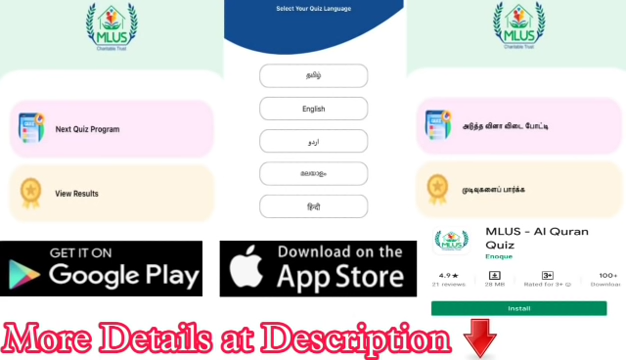 MLUS
Charitable Trust
Next Quiz Program
View Results
Select Your Quiz Language
தமிழ்
English
اردو
മലയാളം
हिन्दी
MLUS
Charitable Trust
அடுத்த வினா விடை போட்டி
முடிவுகளைப் பார்க்க
MLUS
MLUS - Al Quran
Quiz
Enoque
4.9★
21 reviews
28 MB
3+
Rated for 3+
100+
Download
Install
GET IT ON
Google Play
Download on the
App Store
More Details at Description